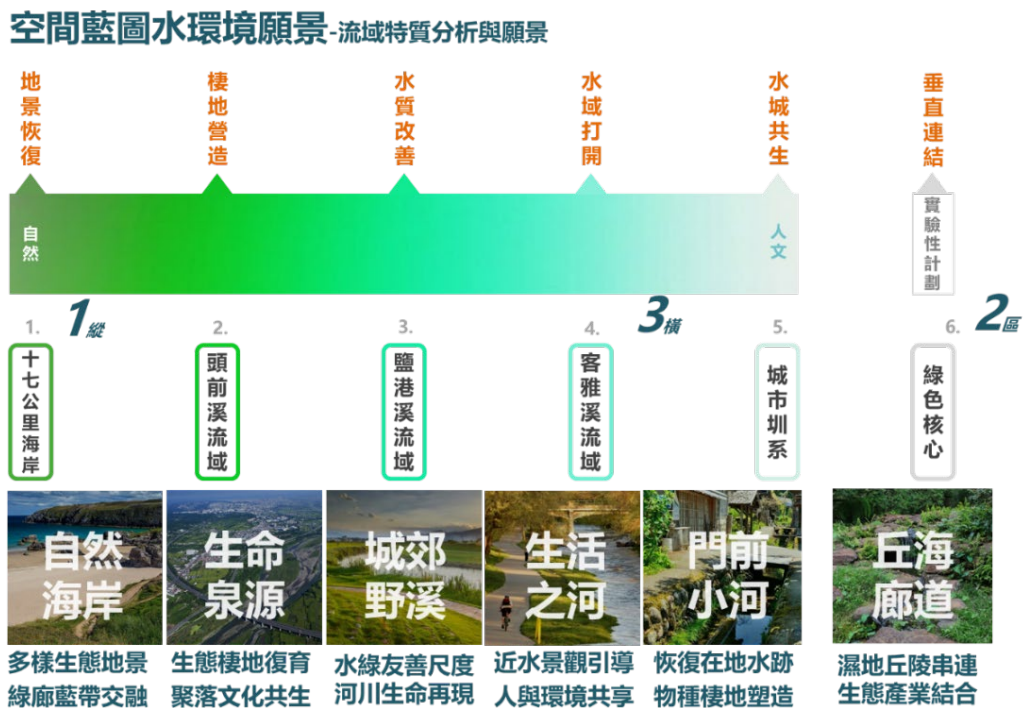 空間藍圖水環境願景-流域特質分析與願景
地景恢復
棲地營造
水質改善
水域打開
水城共生
垂直連結
自然
人文
實驗性計劃
1縱
3橫
2區
1.
2.
3.
4.
5.
6.
十七公里海岸
頭前溪流域
鹽港溪流域
客雅溪流域
城市圳系
綠色核心
自然
海岸
生命
泉源
城郊
野溪
生活
之河
門前
小河
丘海
廊道
多樣生態地景
綠廊藍帶交融
生態棲地復育
聚落文化共生
水綠友善尺度
河川生命再現
近水景觀引導
人與環境共享
恢復在地水跡
物種棲地塑造
濕地丘陵串連
生態產業結合